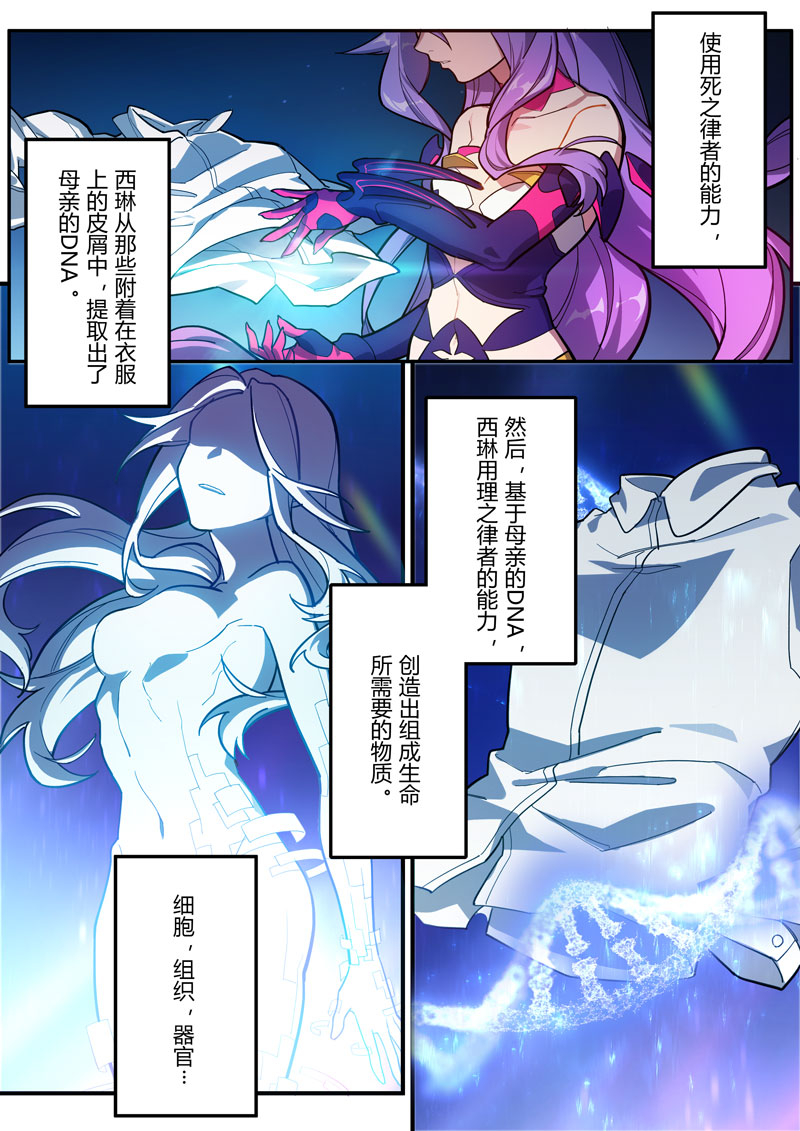 使用死之律者的能力，
西琳从那些附着在衣服
上的皮屑中，提取出了
母亲的DNA。
然后，基于母亲的DNA，
西琳用理之律者的能力，
创造出组成生命
所需要的物质。
细胞，组织，器官…